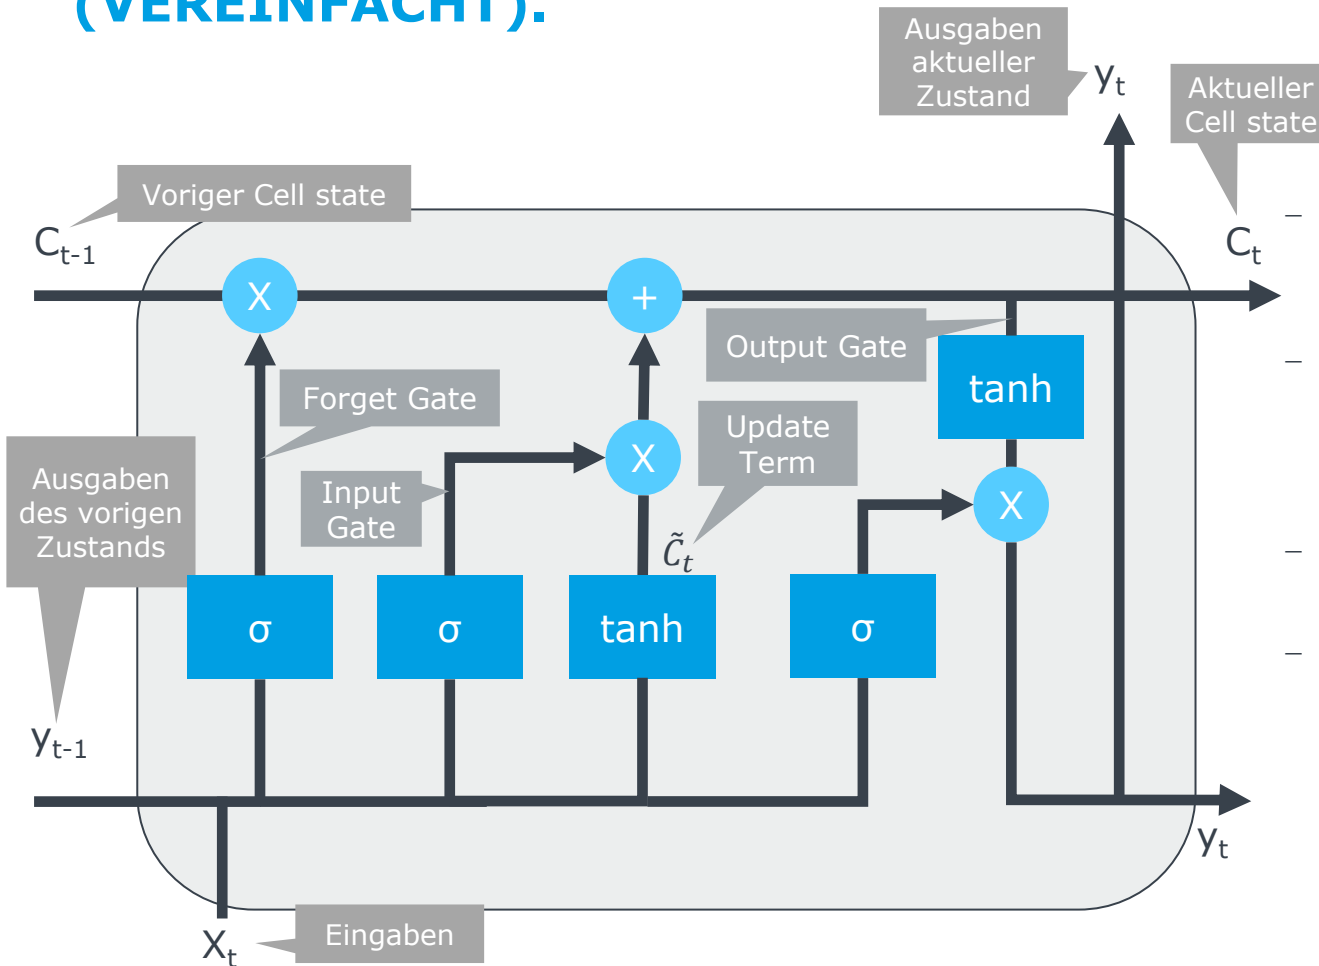 (VEREINFACHT).
Ausgaben
aktueller
Zustand
yt
Aktueller
Cell state
Voriger Cell state
Ct-1
Ct
–
X
+
Output Gate
–
tanh
Forget Gate
Update
Term
X
Ausgaben
des vorigen
Zustands
Input
Gate
X
C̃t
–
σ
σ
tanh
σ
–
yt-1
yt
Eingaben
Xt